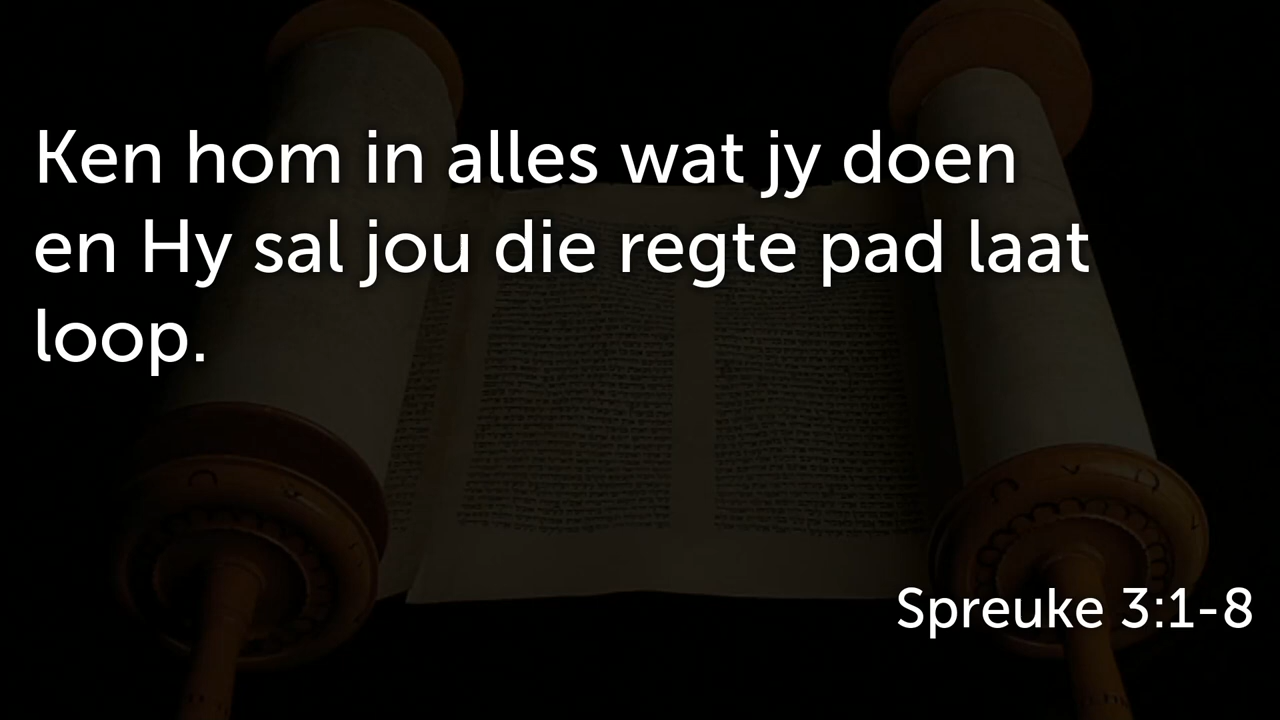 Ken hom in alles wat jy doen
en Hy sal jou die regte pad laat
loop.
Spreuke 3:1-8